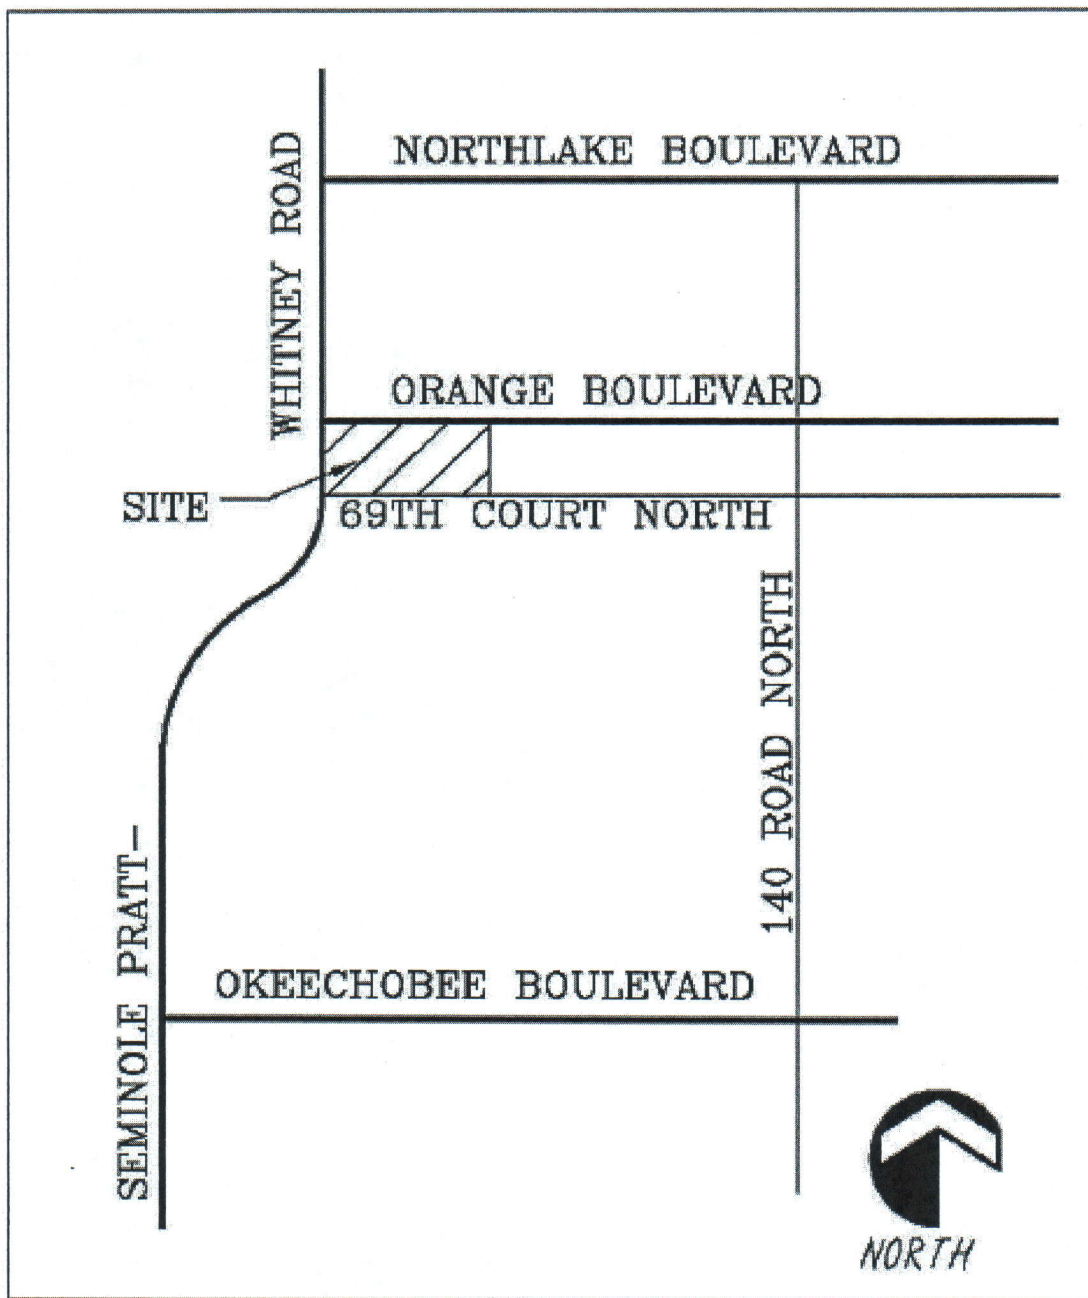 NORTHLAKE BOULEVARD
WHITNEY ROAD
ORANGE BOULEVARD
SITE
69TH COURT NORTH
140 ROAD NORTH
SEMINOLE PRATT-
OKEECHOBEE BOULEVARD
NORTH